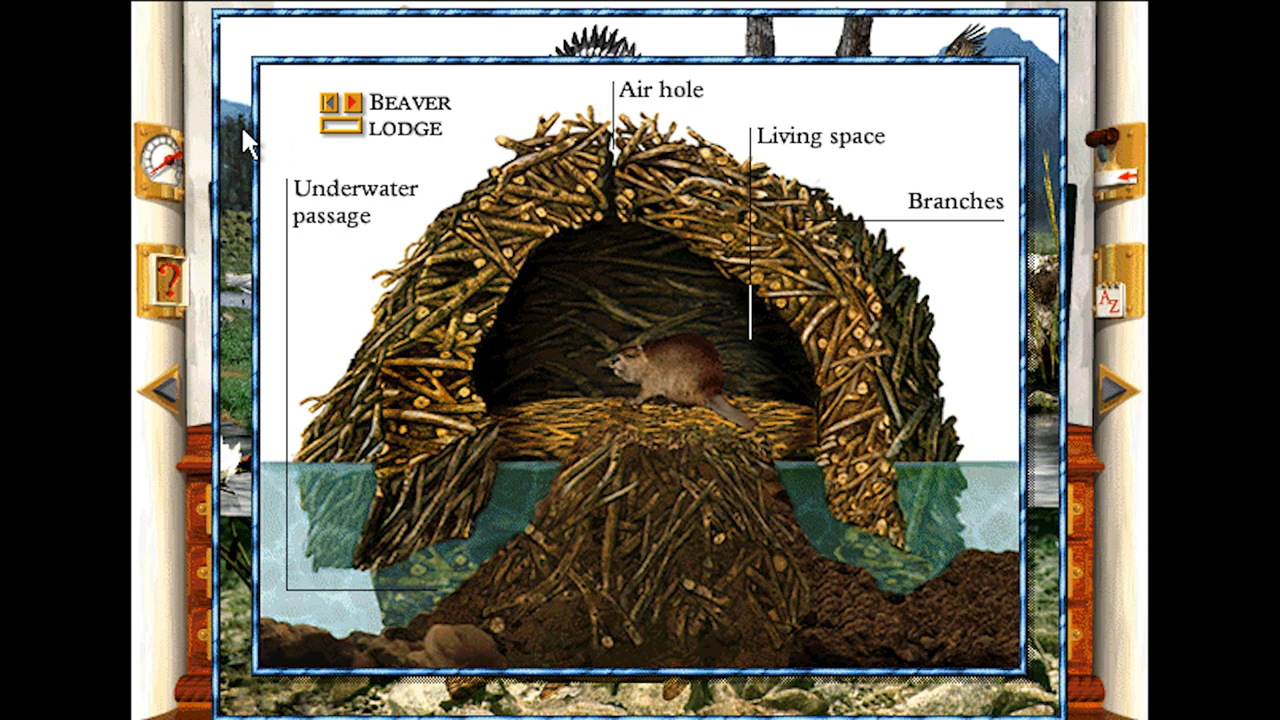 BEAVER
LODGE
Air hole
Living space
Underwater
passage
Branches
?
A
Z